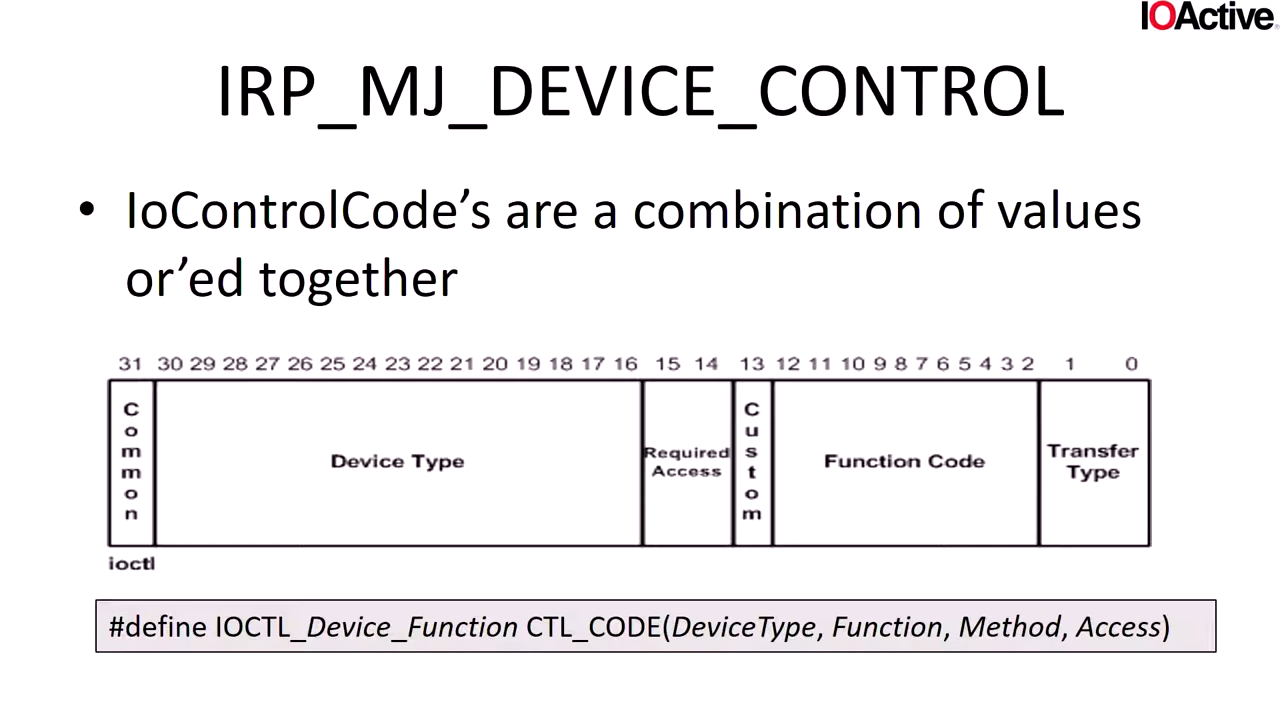 IOActive
IRP_MJ_DEVICE_CONTROL
• IoControlCode’s are a combination of values
or’ed together
31 30 29 28 27 26 25 24 23 22 21 20 19 18 17 16 15 14 13 12 11 10 9 8 7 6 5 4 3 2 1 0
Common
Device Type
Required
Access
Custom
Function Code
Transfer
Type
ioctl
#define IOCTL_Device_Function CTL_CODE(DeviceType, Function, Method, Access)